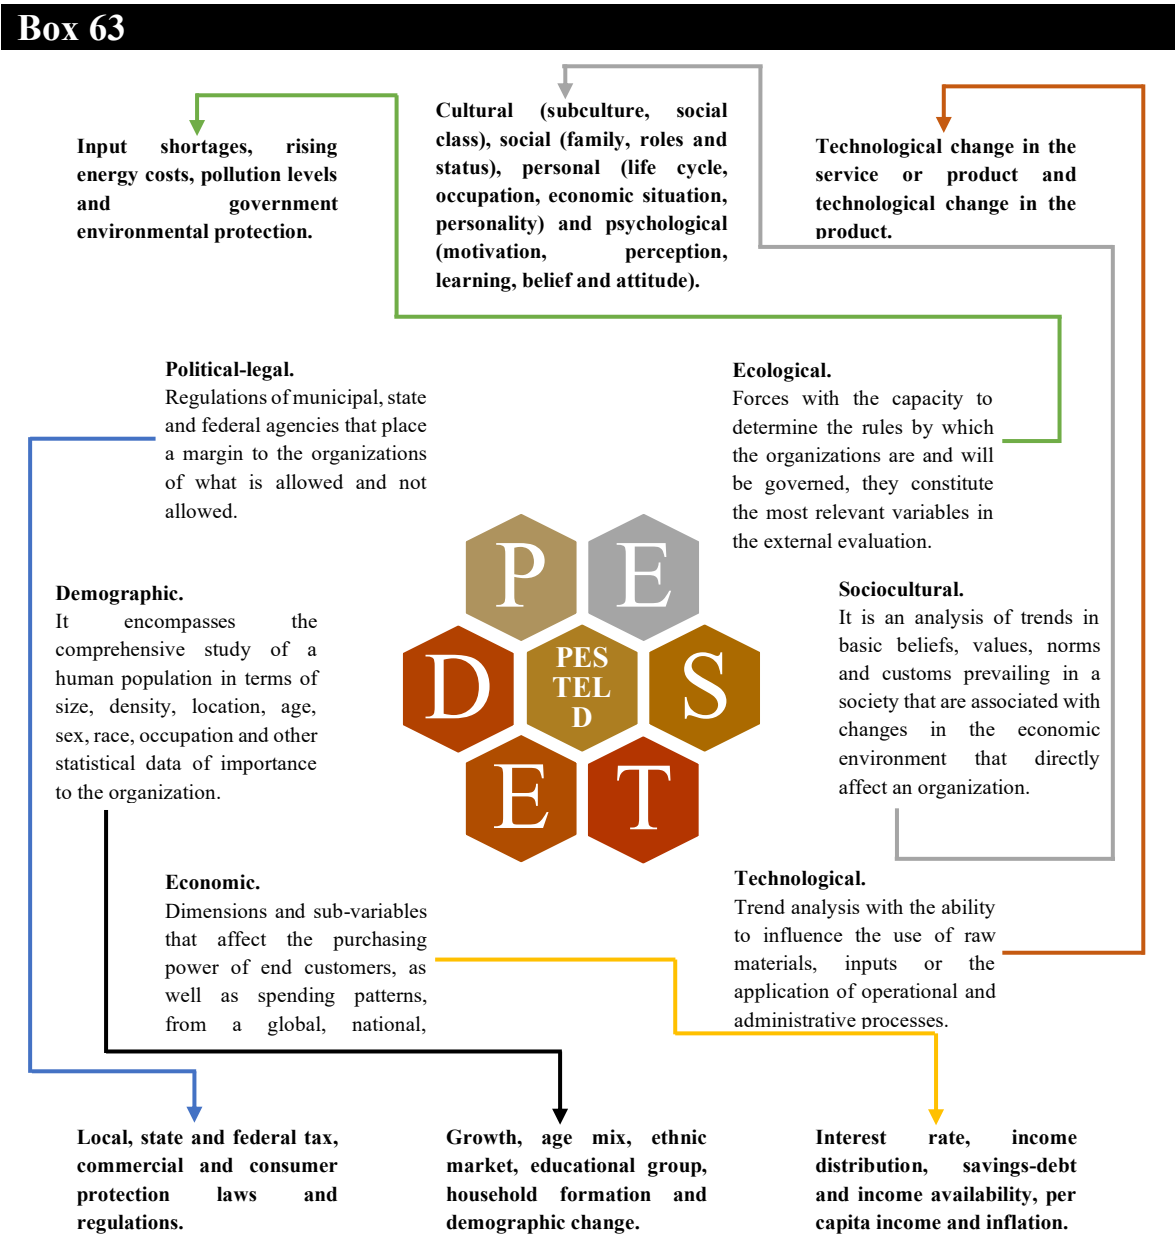 Box 63
Input shortages, rising
energy costs, pollution levels
and government
environmental protection.
Cultural (subculture, social
class), social (family, roles and
status), personal (life cycle,
occupation, economic situation,
personality) and psychological
(motivation, perception,
learning, belief and attitude).
Technological change in the
service or product and
technological change in the
product.
Political-legal.
Regulations of municipal, state
and federal agencies that place
a margin to the organizations
of what is allowed and not
allowed.
Ecological.
Forces with the capacity to
determine the rules by which
the organizations are and will
be governed, they constitute
the most relevant variables in
the external evaluation.
Demographic.
It encompasses the
comprehensive study of a
human population in terms of
size, density, location, age,
sex, race, occupation and other
statistical data of importance
to the organization.
P
E
D
PES
TEL
D
S
E
T
Sociocultural.
It is an analysis of trends in
basic beliefs, values, norms
and customs prevailing in a
society that are associated with
changes in the economic
environment that directly
affect an organization.
Economic.
Dimensions and sub-variables
that affect the purchasing
power of end customers, as
well as spending patterns,
from a global, national,
Technological.
Trend analysis with the ability
to influence the use of raw
materials, inputs or the
application of operational and
administrative processes.
Local, state and federal tax,
commercial and consumer
protection laws and
regulations.
Growth, age mix, ethnic
market, educational group,
household formation and
demographic change.
Interest rate, income
distribution, savings-debt
and income availability, per
capita income and inflation.